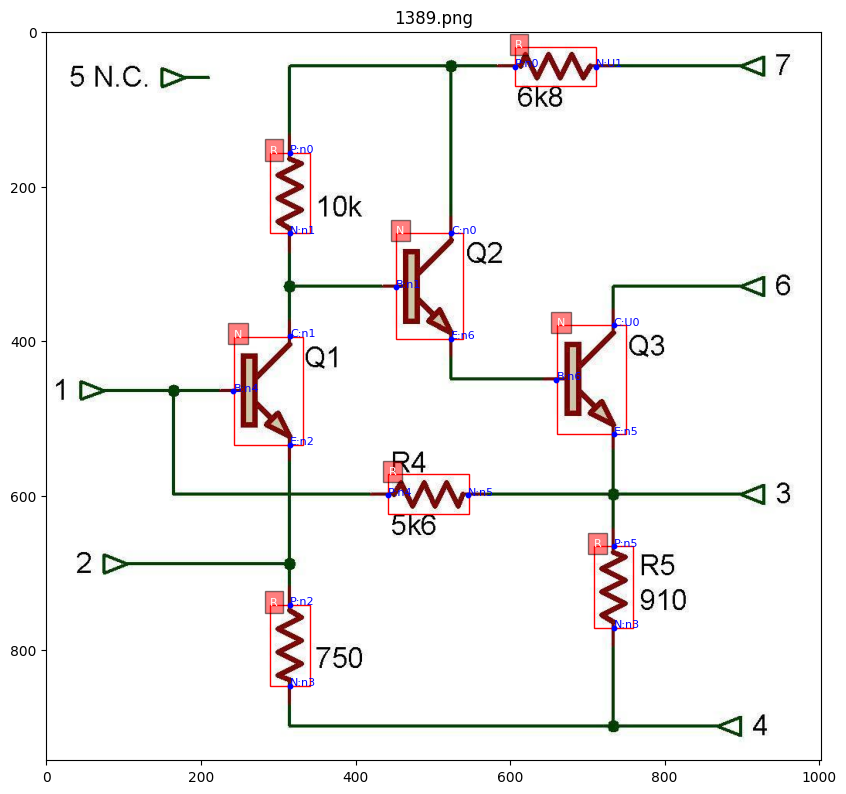 1389.png
0
5 N.C.
R
P:n0
N:U1
7
6k8
R
P:n0
200
10k
N:n1
N
C:n0
Q2
B:n1
6
N
C:U0
Q3
E:n6
N
C:n1
Q1
400
B:n6
1
B:n4
E:n5
E:n2
R4
R
P:n4
N:n5
3
600
5k6
R
P:n5
R5
2
910
R
P:n2
N:n3
750
800
N:n3
4
0
200
400
600
800
1000